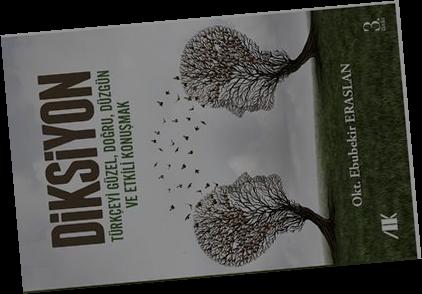 DİKSİYON
TÜRKÇEYİ GÜZEL, DOĞRU, DÜZGÜN
VE ETKİLİ KONUŞMAK
3.
Okt. Ebubekir ERASLAN
AK